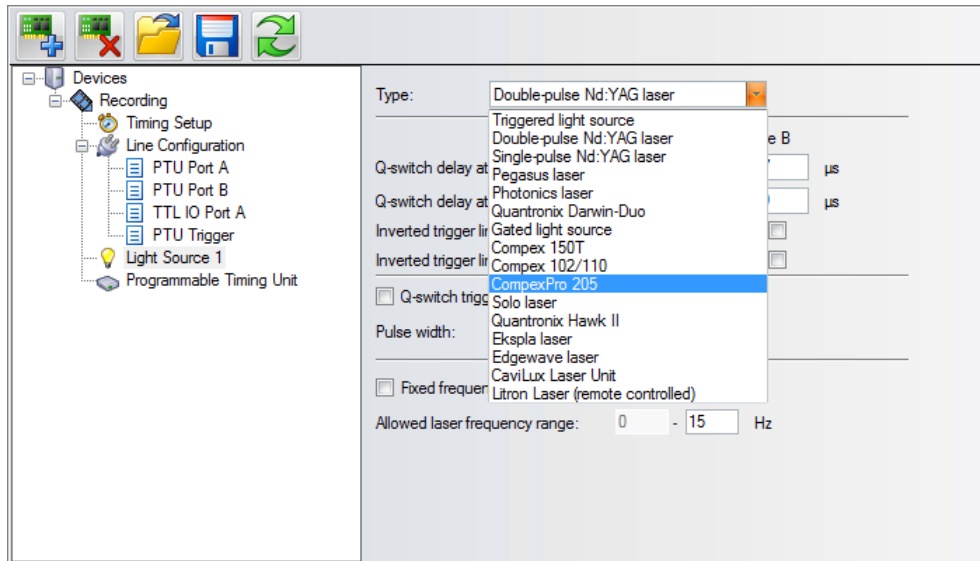 Devices
Recording
Timing Setup
Line Configuration
PTU Port A
PTU Port B
TTL IO Port A
PTU Trigger
Light Source 1
Programmable Timing Unit
Type: Double-pulse Nd:YAG laser
Triggered light source
Double-pulse Nd:YAG laser
Single-pulse Nd:YAG laser
Pegasus laser
Photonics laser
Quantronix Darwin-Duo
Gated light source
Compex 150T
Compex 102/110
CompexPro 205
Solo laser
Quantronix Hawk II
Ekspla laser
Edgewave laser
CaviLux Laser Unit
Litron Laser (remote controlled)
e B
Q-switch delay at µs
Q-switch delay at µs
Inverted trigger lin
Inverted trigger lin
Q-switch trigg
Pulse width:
Fixed frequen
Allowed laser frequency range: 0 - 15 Hz